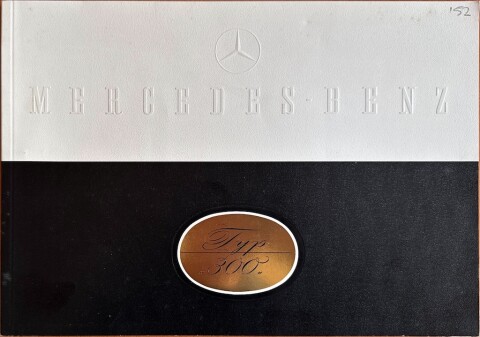 '52
MERCEDES-BENZ
Typ
300.